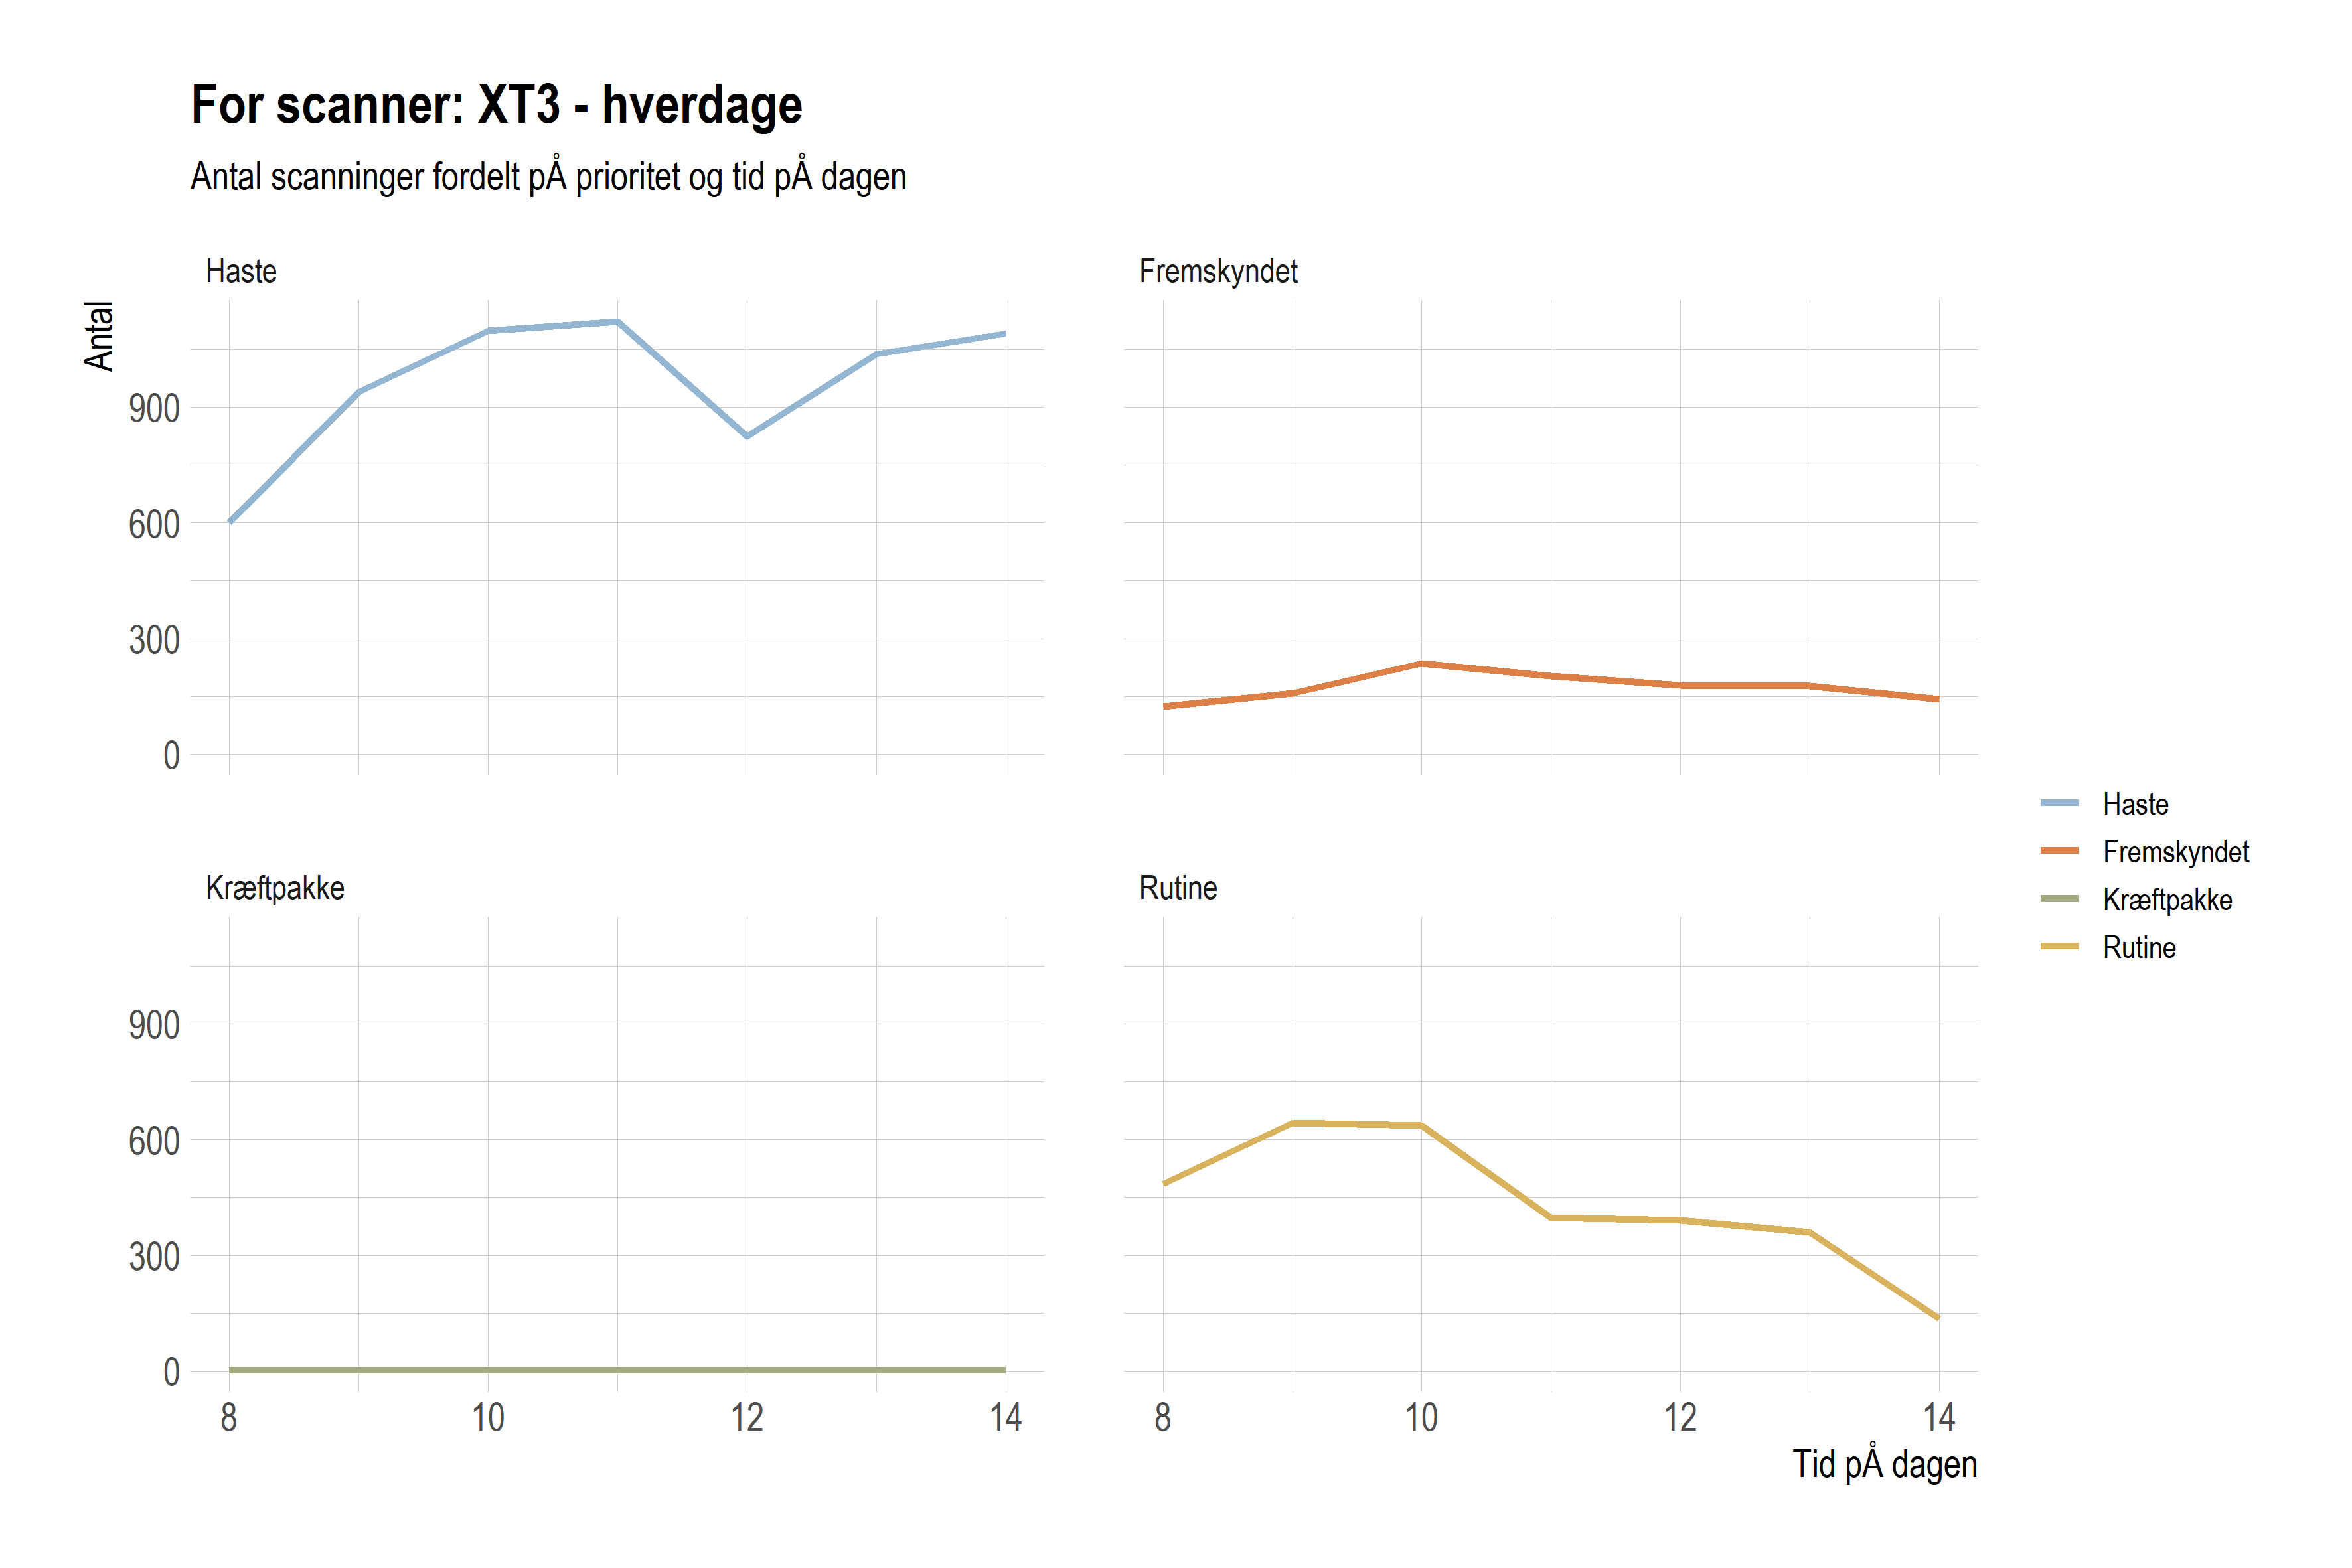 For scanner: XT3 - hverdage
Antal scanninger fordelt pÅ prioritet og tid pÅ dagen
Haste
Fremskyndet
Antal
900
600
300
0
Kræftpakke
Rutine
900
600
300
0
8 10 12 14
8 10 12 14
Tid pÅ dagen
Haste
Fremskyndet
Kræftpakke
Rutine